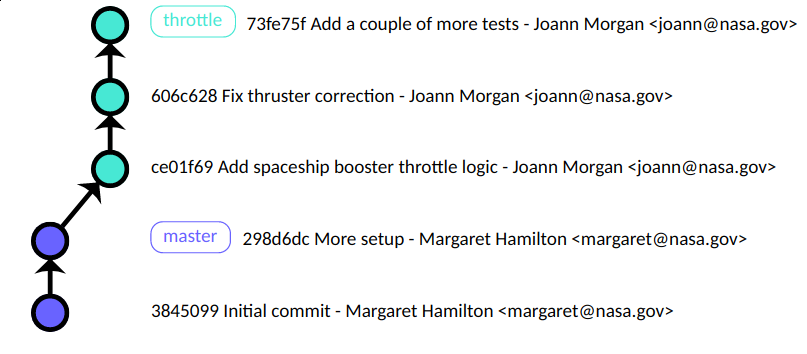 throttle 73fe75f Add a couple of more tests - Joann Morgan <joann@nasa.gov>
606c628 Fix thruster correction - Joann Morgan <joann@nasa.gov>
ce01f69 Add spaceship booster throttle logic - Joann Morgan <joann@nasa.gov>
master 298d6dc More setup - Margaret Hamilton <margaret@nasa.gov>
3845099 Initial commit - Margaret Hamilton <margaret@nasa.gov>